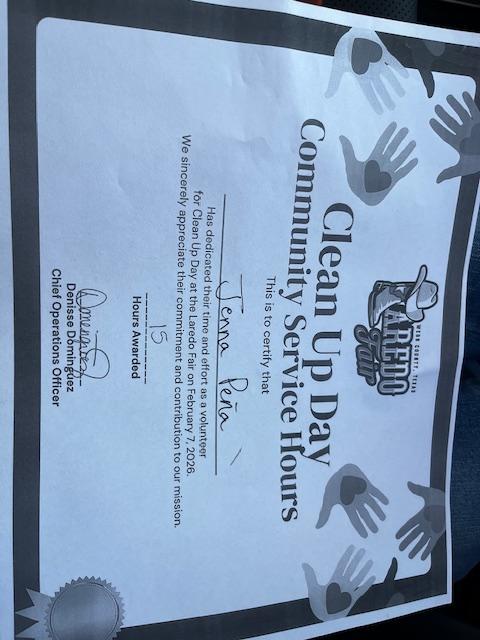 WEBB COUNTY, TEXAS
LAREDO
Fair
Clean Up Day
Community Service Hours
This is to certify that
Jenna Peña
Has dedicated their time and effort as a volunteer
for Clean Up Day at the Laredo Fair on February 7, 2026.
We sincerely appreciate their commitment and contribution to our mission.
15
Hours Awarded
Denisse Dominguez
Chief Operations Officer